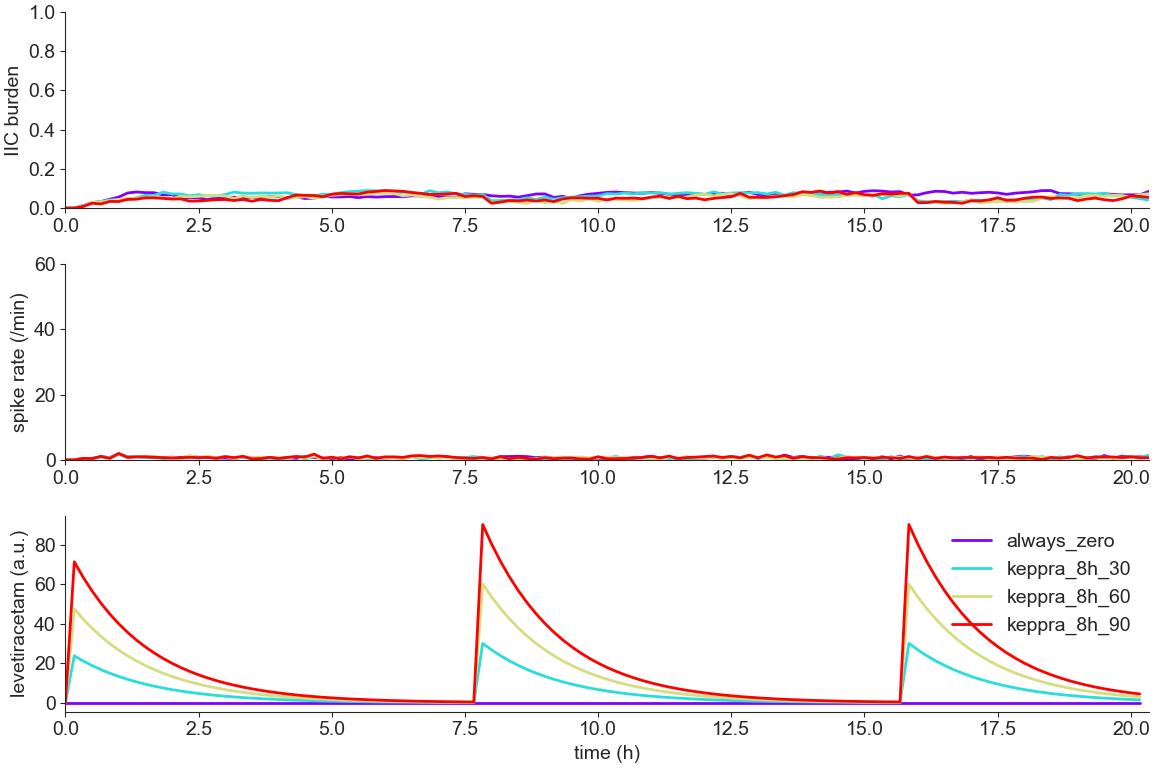 IIC burden
1.0
0.8
0.6
0.4
0.2
0.0
0.0 2.5 5.0 7.5 10.0 12.5 15.0 17.5 20.0
spike rate (/min)
60
40
20
0
0.0 2.5 5.0 7.5 10.0 12.5 15.0 17.5 20.0
levetiracetam (a.u.)
80
60
40
20
0
0.0 2.5 5.0 7.5 10.0 12.5 15.0 17.5 20.0
time (h)
always_zero
keppra_8h_30
keppra_8h_60
keppra_8h_90